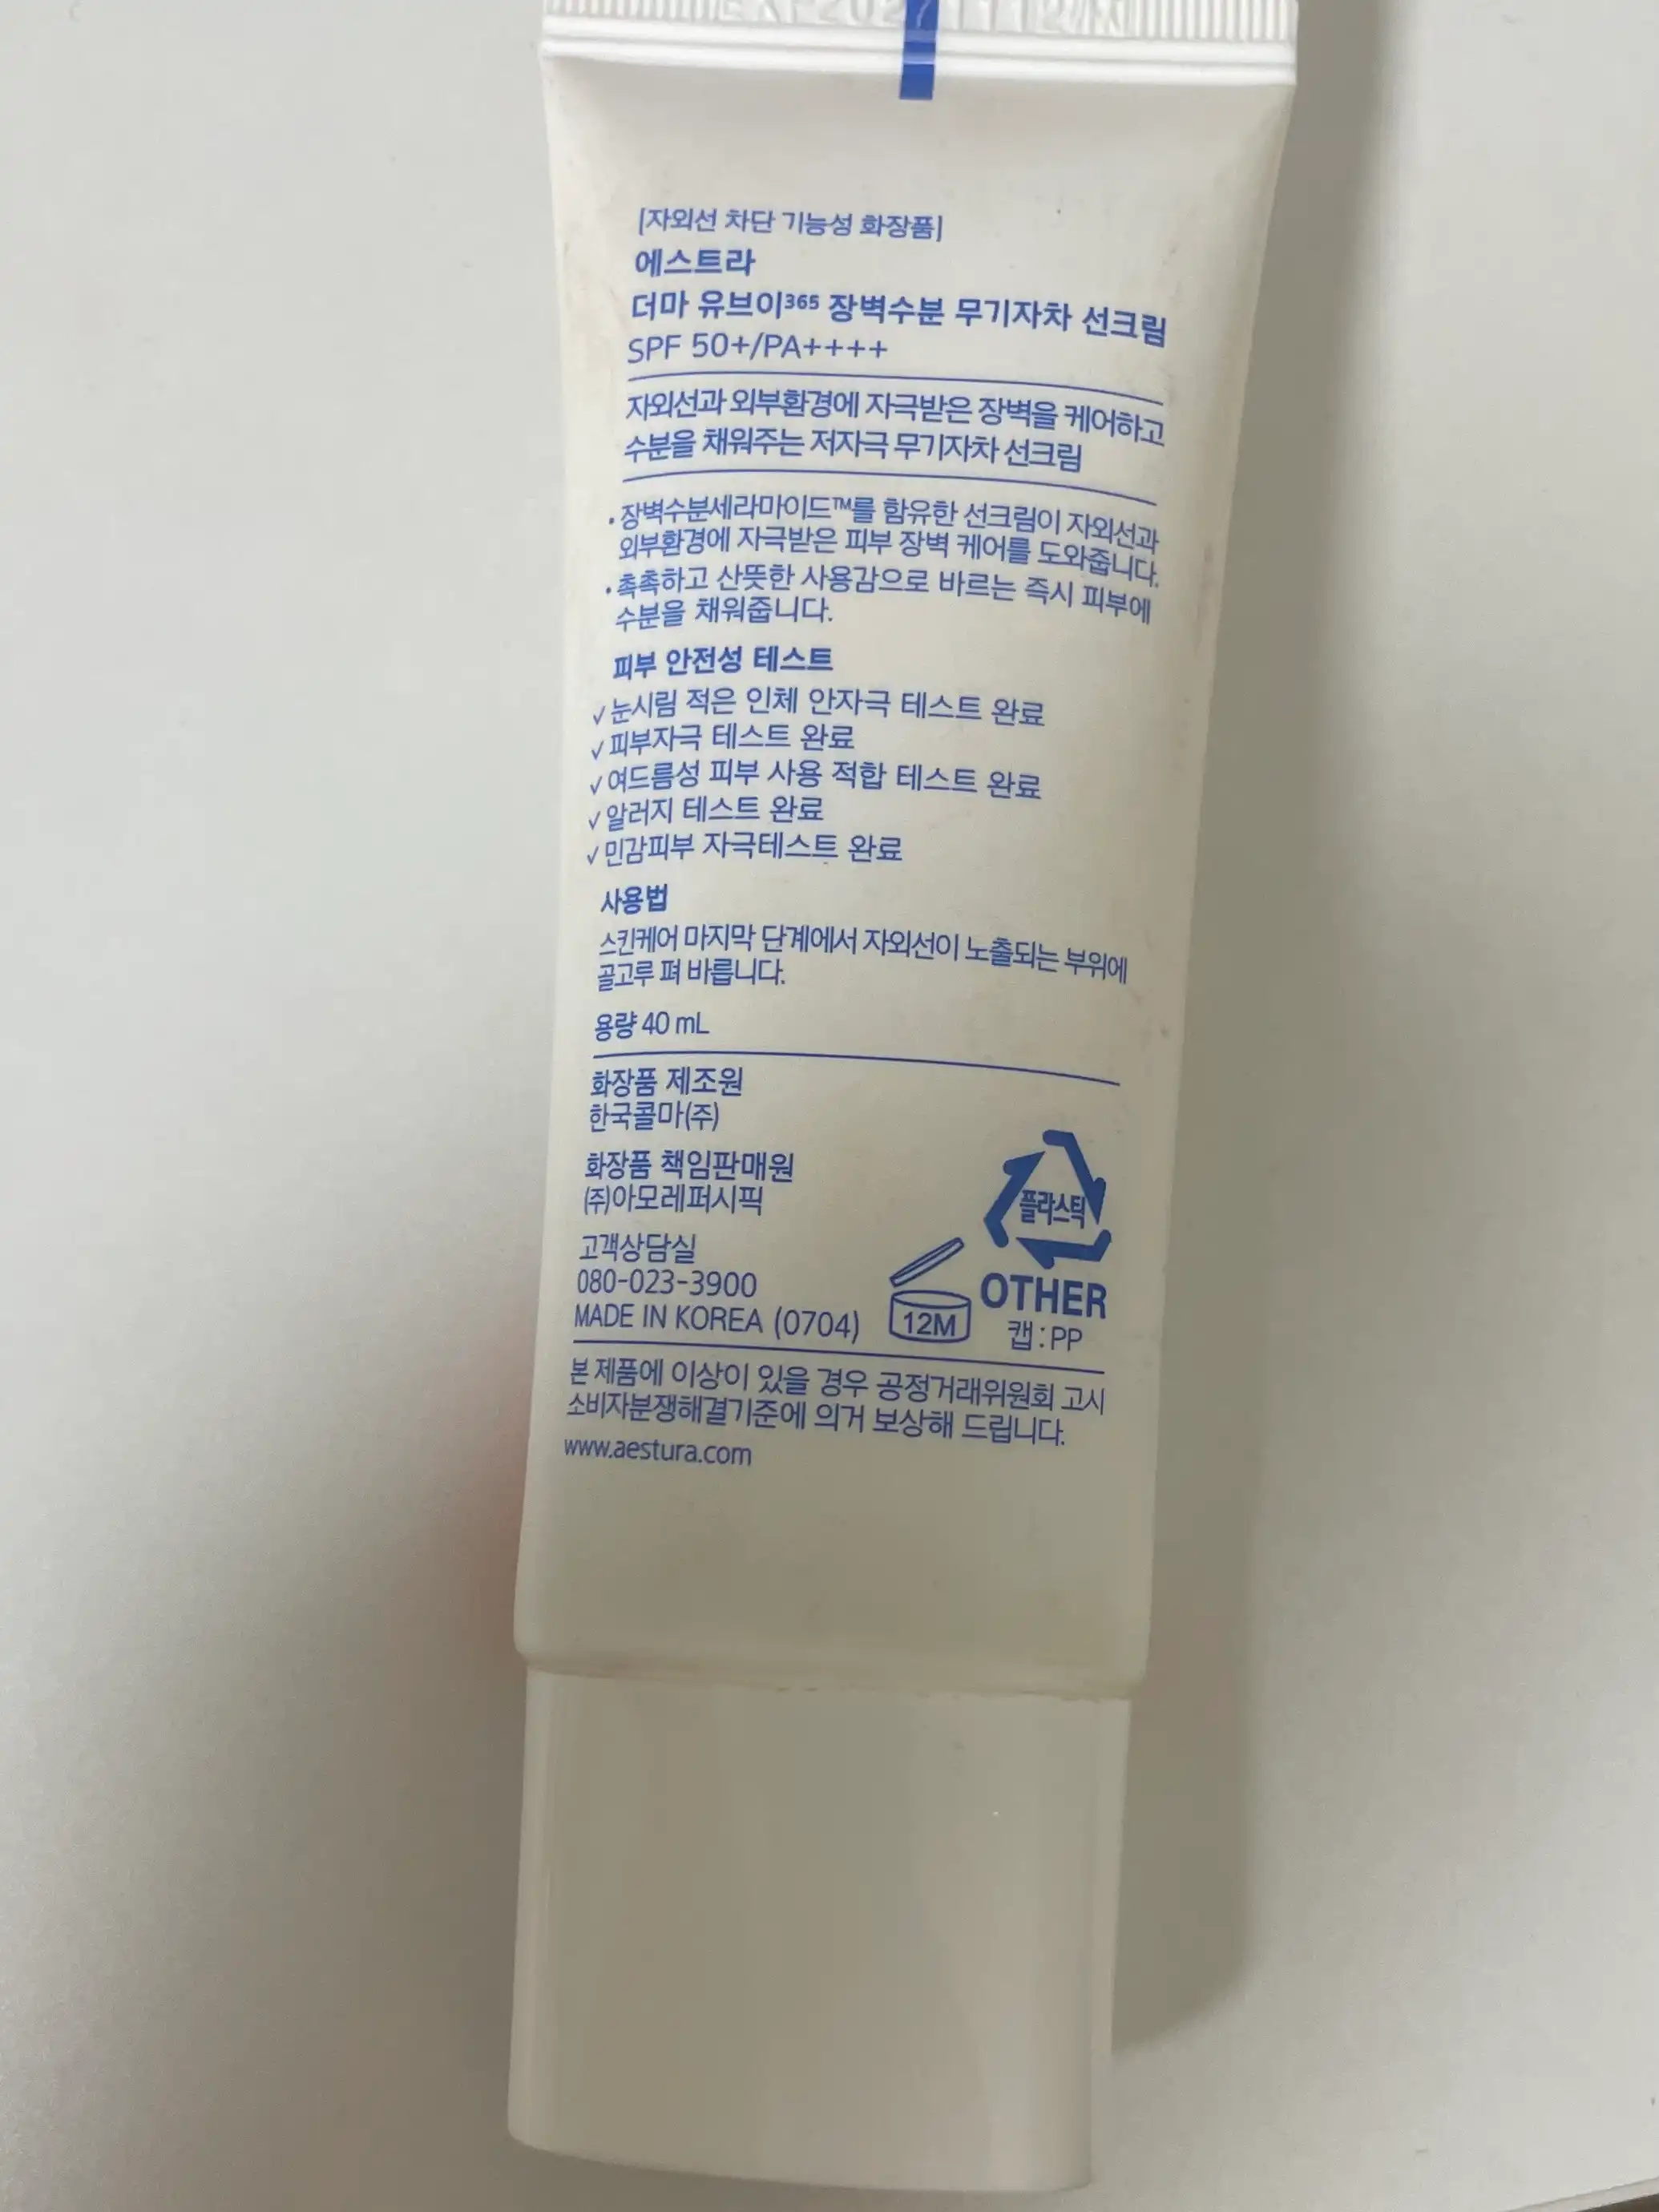 [자외선 차단 기능성 화장품]
에스트라
더마 유브이³⁶⁵ 장벽수분 무기자차 선크림
SPF 50+/PA++++
자외선과 외부환경에 자극받은 장벽을 케어하고
수분을 채워주는 저자극 무기자차 선크림
• 장벽수분세라마이드™를 함유한 선크림이 자외선과
외부환경에 자극받은 피부 장벽 케어를 도와줍니다.
• 촉촉하고 산뜻한 사용감으로 바르는 즉시 피부에
수분을 채워줍니다.
피부 안전성 테스트
✓ 눈시림 적은 인체 안자극 테스트 완료
✓ 피부자극 테스트 완료
✓ 여드름성 피부 사용 적합 테스트 완료
✓ 알러지 테스트 완료
✓ 민감피부 자극테스트 완료
사용법
스킨케어 마지막 단계에서 자외선이 노출되는 부위에
골고루 펴 바릅니다.
용량 40 mL
화장품 제조원
한국콜마(주)
화장품 책임판매원
(주)아모레퍼시픽
고객상담실
080-023-3900
MADE IN KOREA (0704)
12M
플라스틱
OTHER
캡:PP
본 제품에 이상이 있을 경우 공정거래위원회 고시
소비자분쟁해결기준에 의거 보상해 드립니다.
www.aestura.com